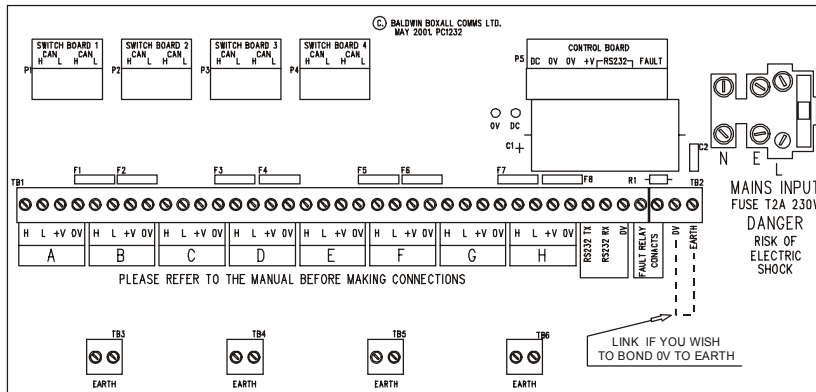 Ⓒ BALDWIN BOXALL COMMS LTD.
MAY 2001. PC1232
SWITCH BOARD 1
CAN CAN
H L H L
P1
SWITCH BOARD 2
CAN CAN
H L H L
P2
SWITCH BOARD 3
CAN CAN
H L H L
P3
SWITCH BOARD 4
CAN CAN
H L H L
P4
CONTROL BOARD
P5
DC 0V 0V +V RS232 FAULT
0V DC
C1 +
C2
N E L
MAINS INPUT
FUSE T2A 230V
DANGER
RISK OF
ELECTRIC
SHOCK
F1 F2 F3 F4 F5 F6 F7 F8 R1
TB1 TB2
H L +V 0V H L +V 0V H L +V 0V H L +V 0V H L +V 0V H L +V 0V H L +V 0V H L +V 0V
A B C D E F G H
RS232 TX
RS232 RX
0V
FAULT RELAY
CONACTS
0V
EARTH
PLEASE REFER TO THE MANUAL BEFORE MAKING CONNECTIONS
TB3 TB4 TB5 TB6
EARTH EARTH EARTH EARTH
LINK IF YOU WISH
TO BOND 0V TO EARTH